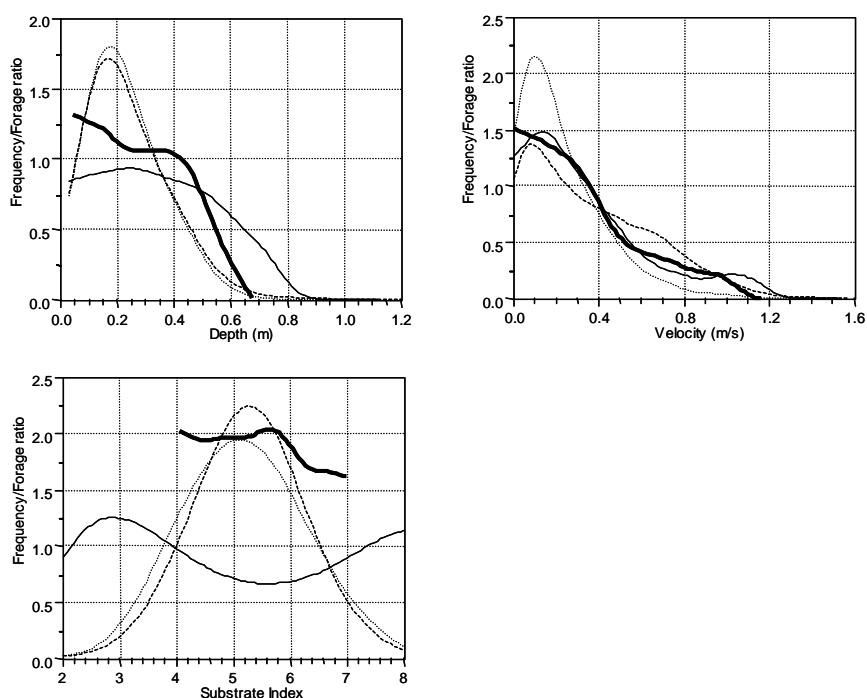 2.0
1.5
1.0
0.5
0.0
Frequency/Forage ratio
0.0 0.2 0.4 0.6 0.8 1.0 1.2
Depth (m)
2.5
2.0
1.5
1.0
0.5
0.0
Frequency/Forage ratio
0.0 0.4 0.8 1.2 1.6
Velocity (m/s)
2.5
2.0
1.5
1.0
0.5
0.0
Frequency/Forage ratio
2 3 4 5 6 7 8
Substrate Index